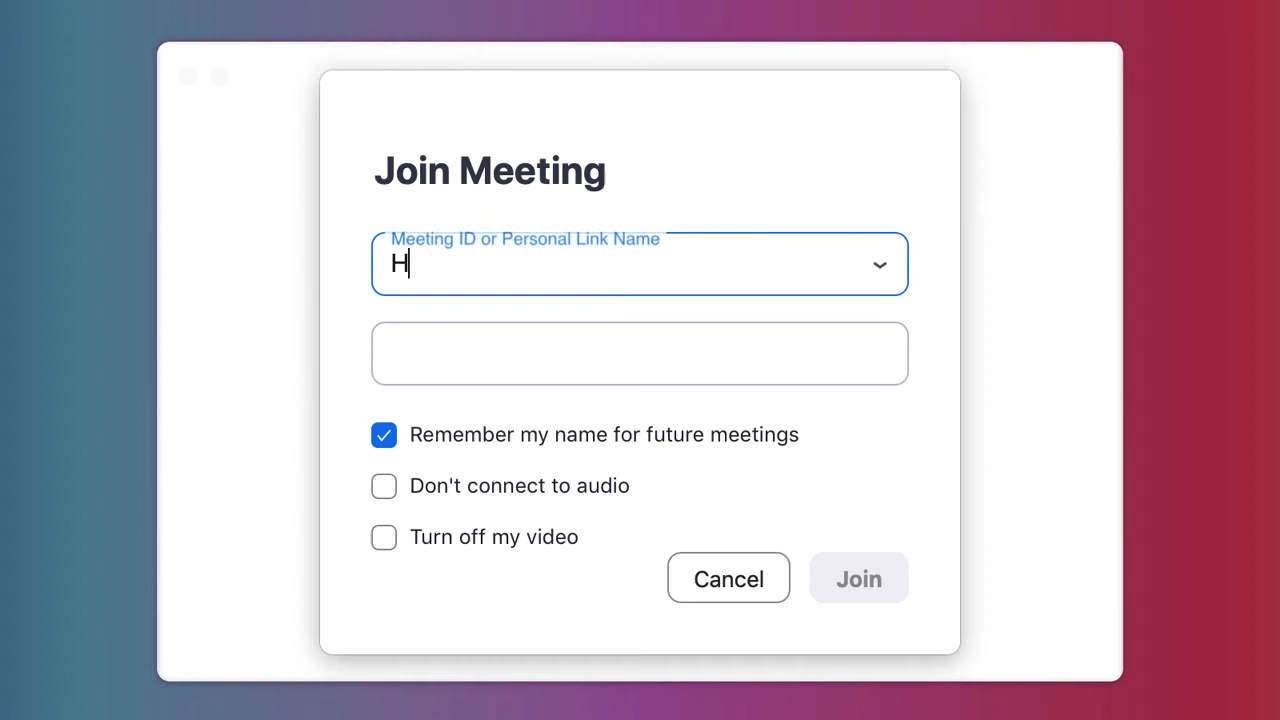 Join Meeting
Meeting ID or Personal Link Name
H
Remember my name for future meetings
Don't connect to audio
Turn off my video
Cancel
Join